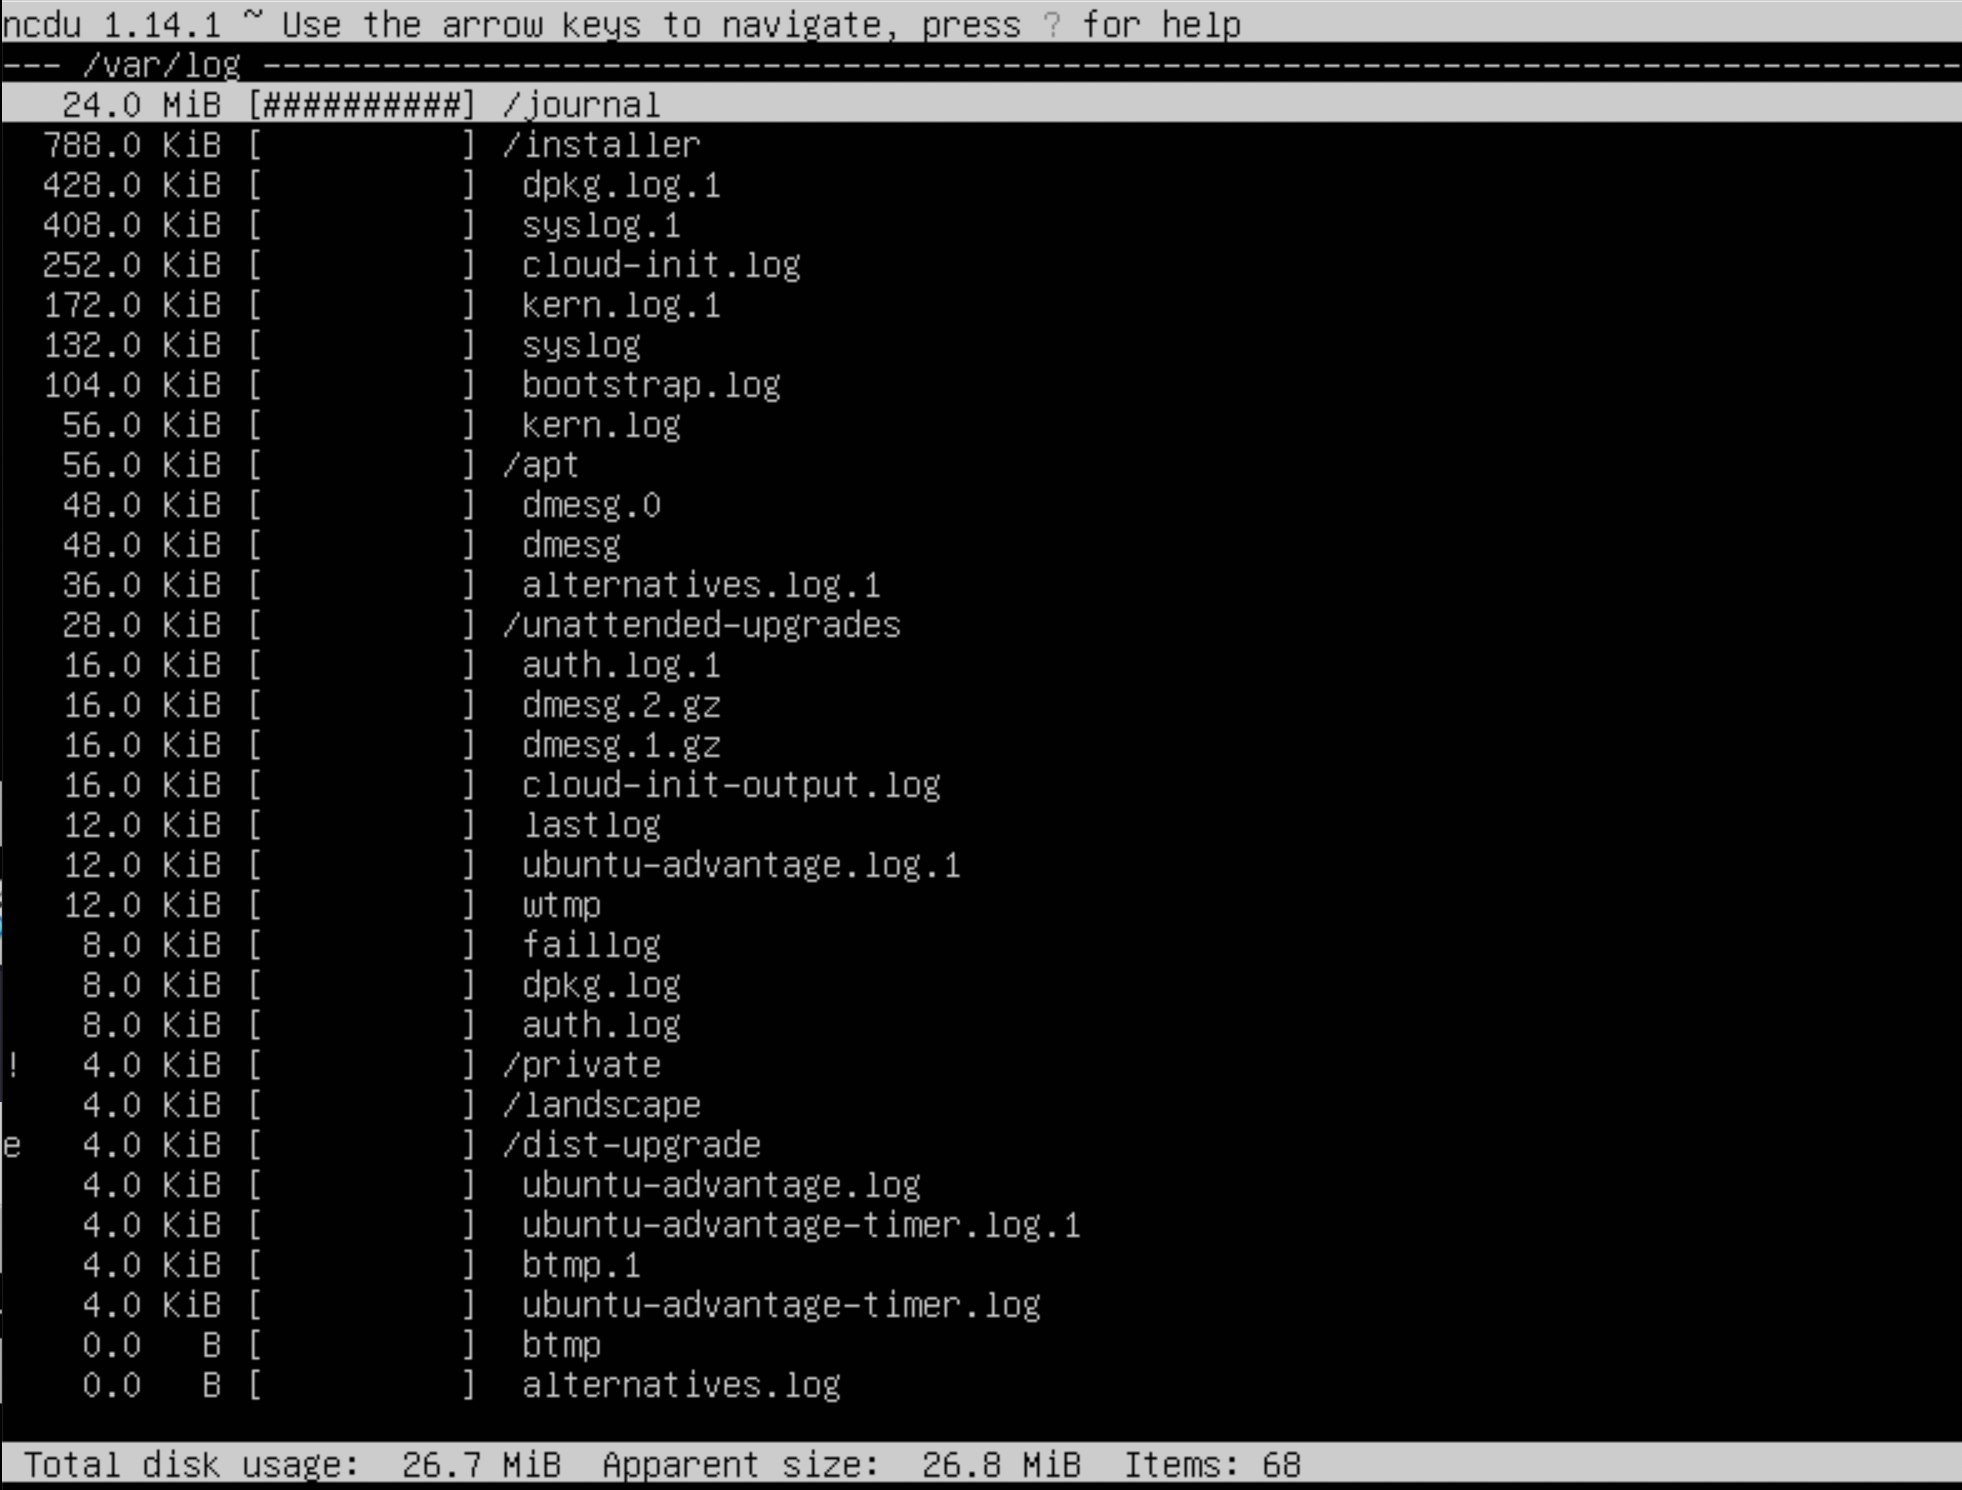 ncdu 1.14.1 ~ Use the arrow keys to navigate, press ? for help
--- /var/log -------------------------------------------------------------------------------------
   24.0 MiB [##########] /journal
  788.0 KiB [          ] /installer
  428.0 KiB [          ]  dpkg.log.1
  408.0 KiB [          ]  syslog.1
  252.0 KiB [          ]  cloud-init.log
  172.0 KiB [          ]  kern.log.1
  132.0 KiB [          ]  syslog
  104.0 KiB [          ]  bootstrap.log
   56.0 KiB [          ]  kern.log
   56.0 KiB [          ] /apt
   48.0 KiB [          ]  dmesg.0
   48.0 KiB [          ]  dmesg
   36.0 KiB [          ]  alternatives.log.1
   28.0 KiB [          ] /unattended-upgrades
   16.0 KiB [          ]  auth.log.1
   16.0 KiB [          ]  dmesg.2.gz
   16.0 KiB [          ]  dmesg.1.gz
   16.0 KiB [          ]  cloud-init-output.log
   12.0 KiB [          ]  lastlog
   12.0 KiB [          ]  ubuntu-advantage.log.1
   12.0 KiB [          ]  wtmp
    8.0 KiB [          ]  faillog
    8.0 KiB [          ]  dpkg.log
    8.0 KiB [          ]  auth.log
!   4.0 KiB [          ] /private
    4.0 KiB [          ] /landscape
e   4.0 KiB [          ] /dist-upgrade
    4.0 KiB [          ]  ubuntu-advantage.log
    4.0 KiB [          ]  ubuntu-advantage-timer.log.1
    4.0 KiB [          ]  btmp.1
    4.0 KiB [          ]  ubuntu-advantage-timer.log
    0.0   B [          ]  btmp
    0.0   B [          ]  alternatives.log
 Total disk usage:  26.7 MiB  Apparent size:  26.8 MiB  Items: 68